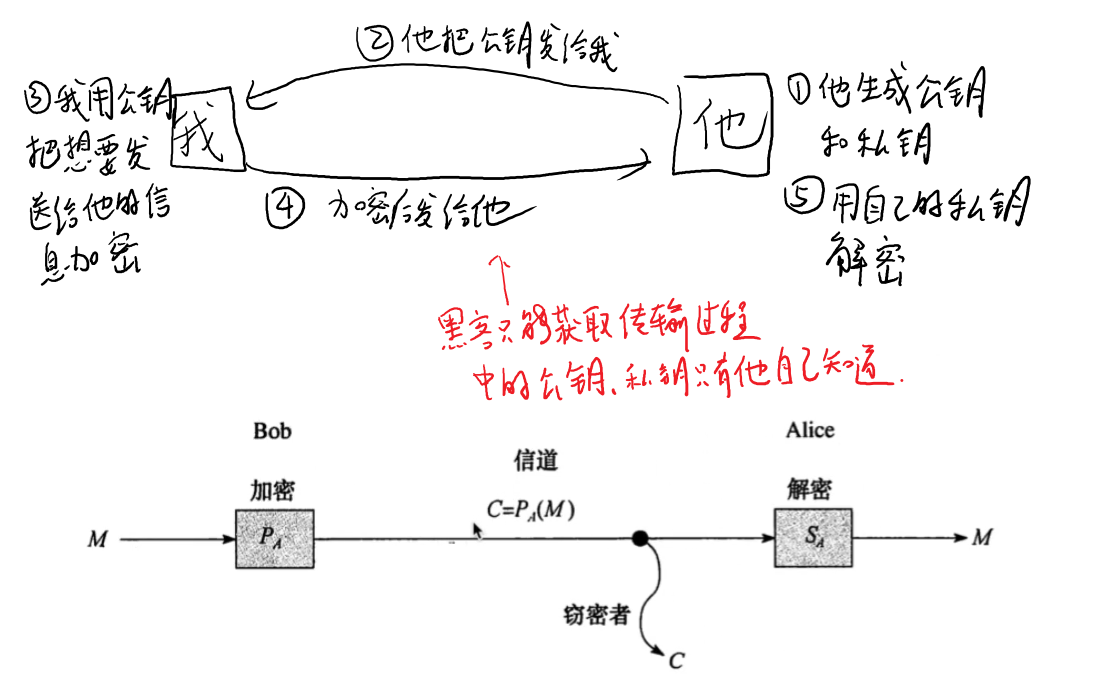 ②他把公钥发给我
③我用公钥
把想要发
送给他的信
息加密
我
他
①他生成公钥
和私钥
④ 加密后发给他
⑤用自己的私钥
解密
黑客只能获取传输过程
中的公钥、私钥只有他自己知道.
Bob
Alice
信道
加密
解密
C=P_A(M)
M
P_A
S_A
M
窃密者
C